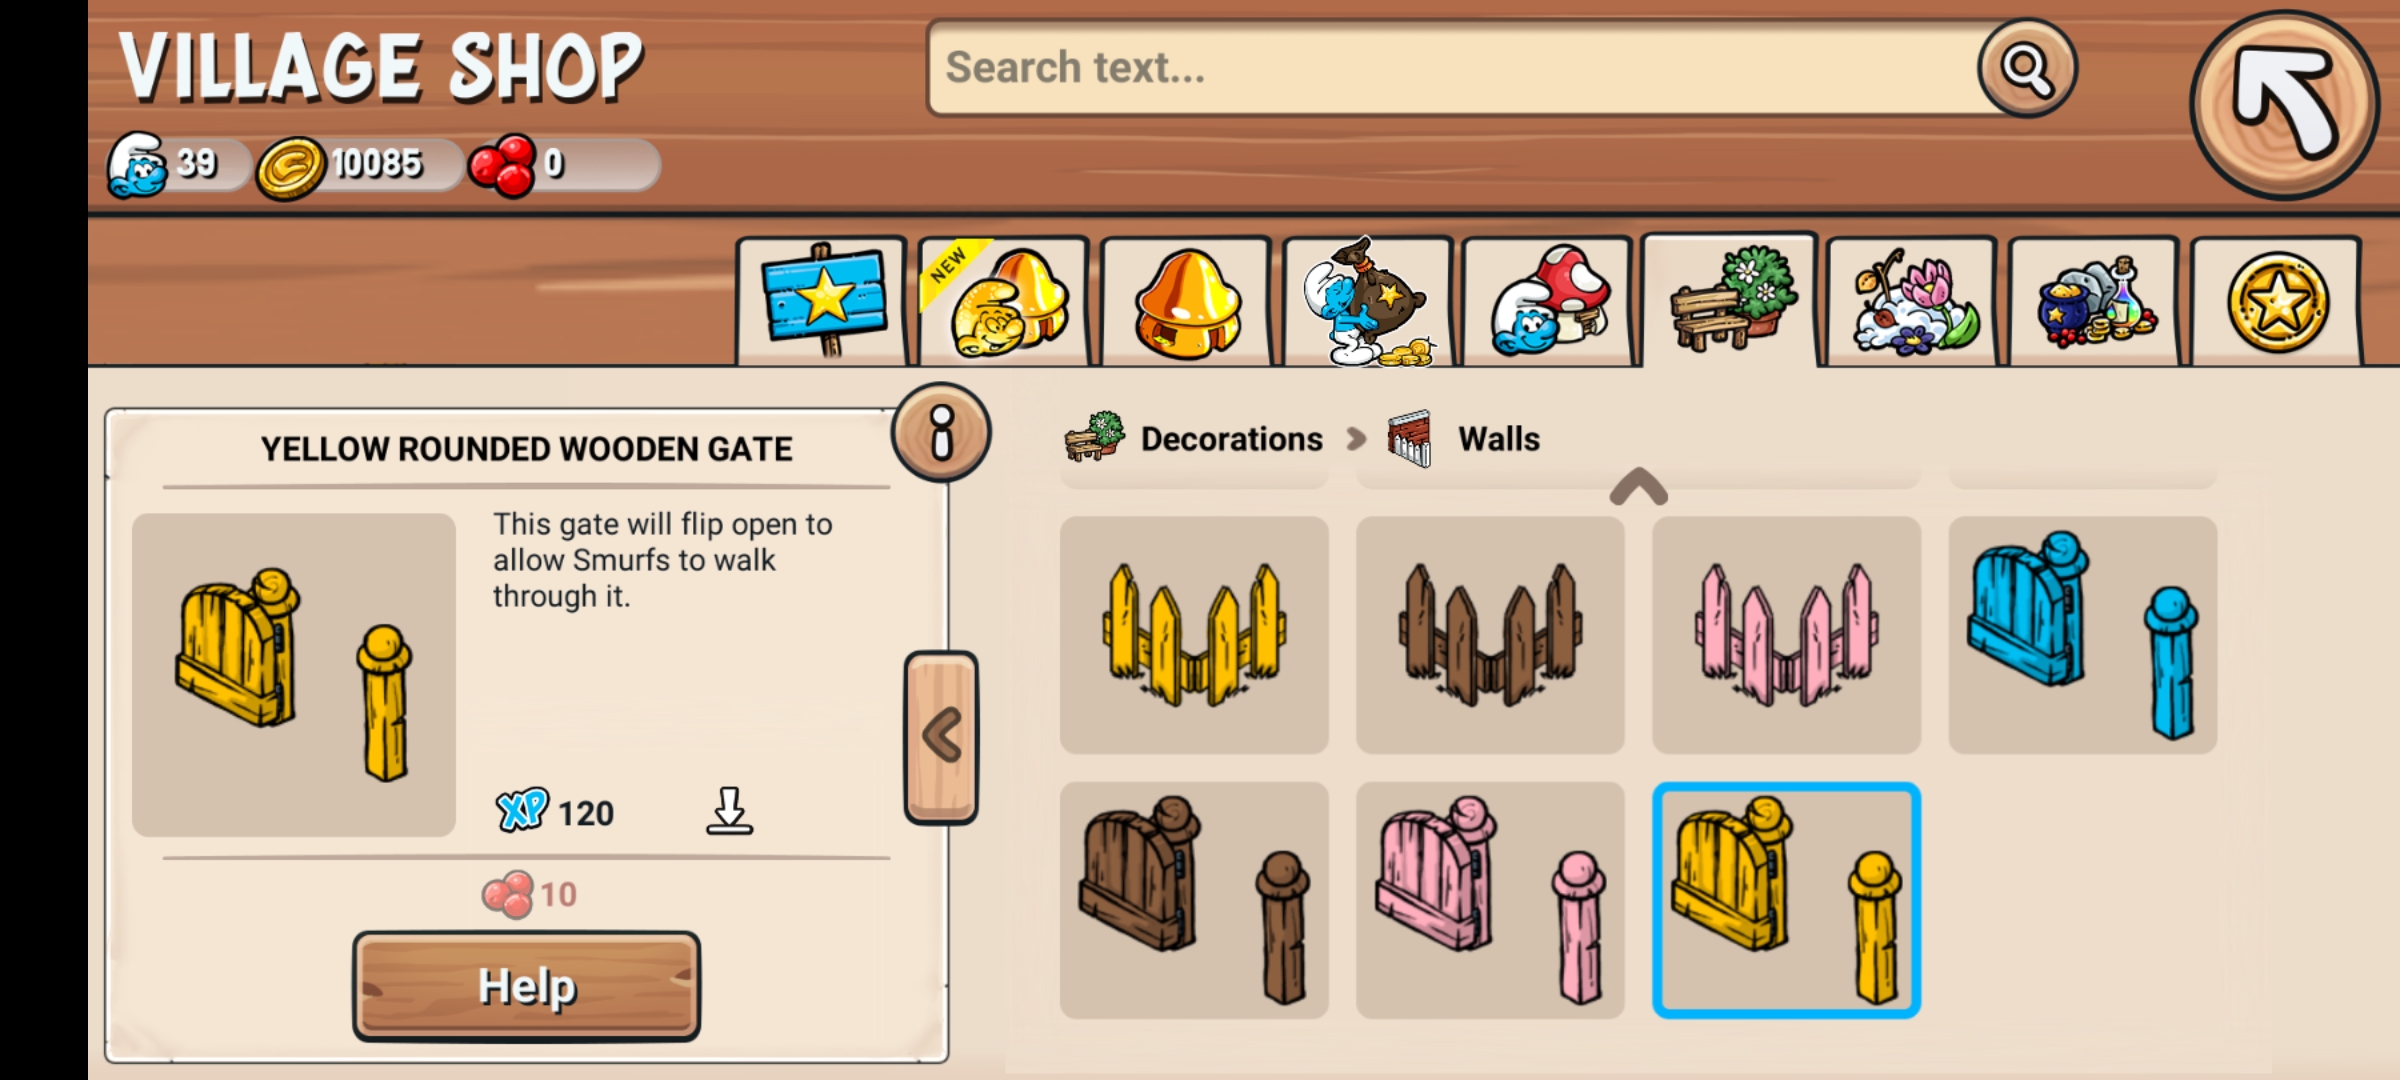 VILLAGE SHOP
Search text...
39
10085
0
NEW
YELLOW ROUNDED WOODEN GATE
This gate will flip open to
allow Smurfs to walk
through it.
XP 120
10
Help
Decorations
Walls